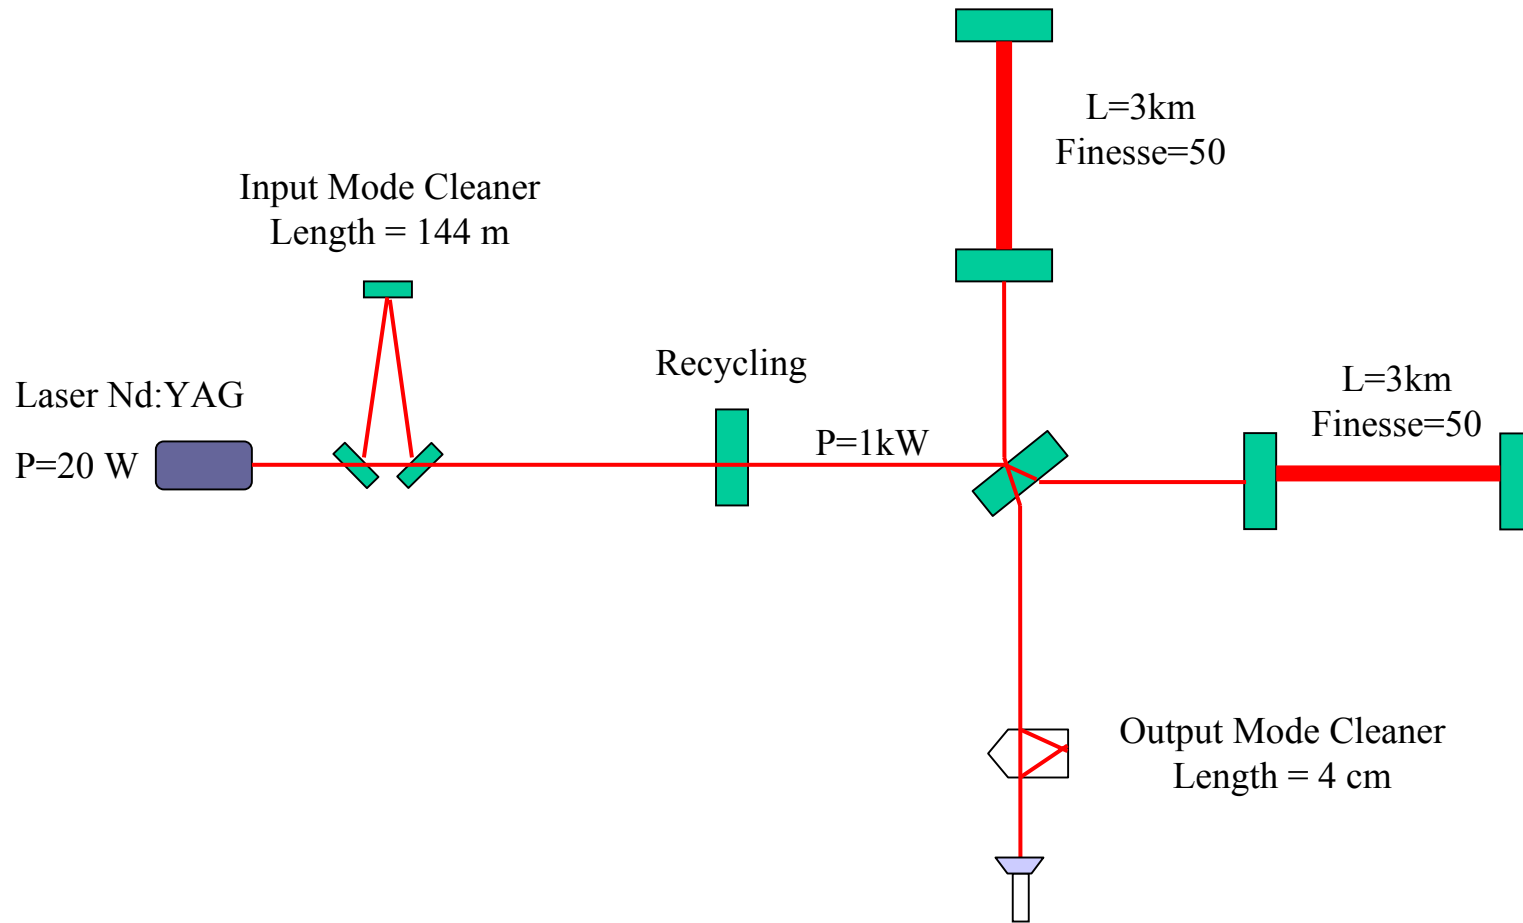 L=3km
Finesse=50
Input Mode Cleaner
Length = 144 m
Recycling
L=3km
Finesse=50
Laser Nd:YAG
P=20 W
P=1kW
Output Mode Cleaner
Length = 4 cm